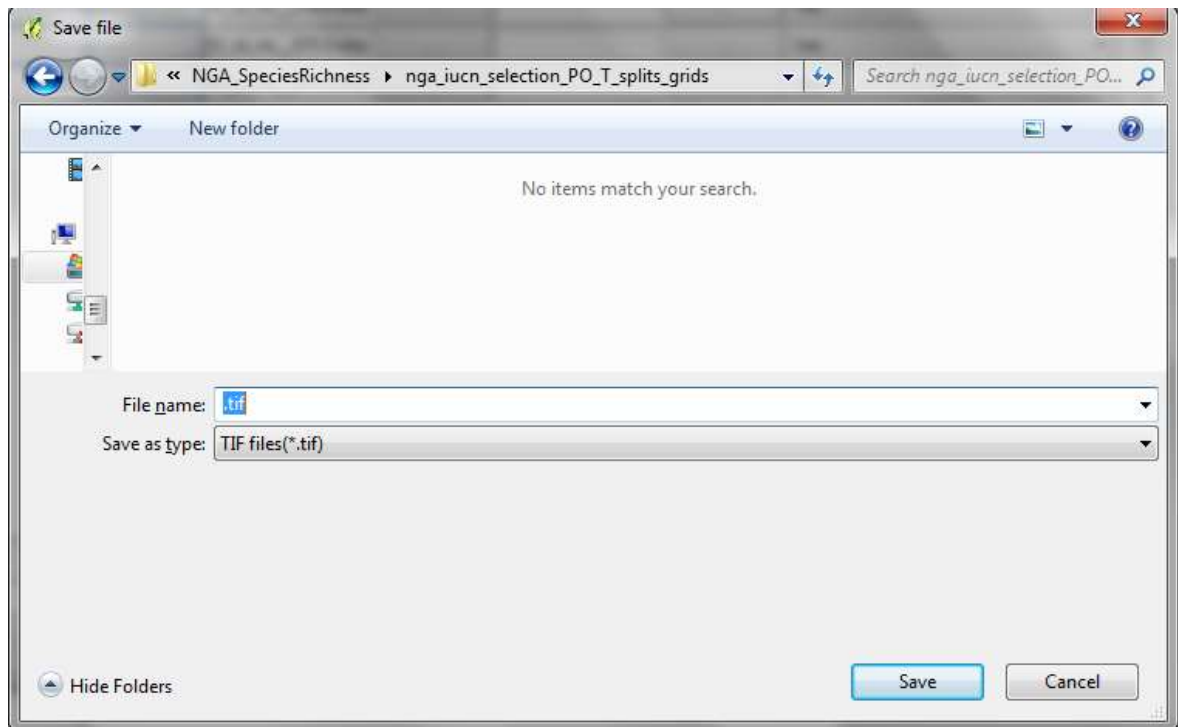 Save file
« NGA_SpeciesRichness ▸ nga_iucn_selection_PO_T_splits_grids
Search nga_iucn_selection_PO...
Organize
New folder
No items match your search.
File name: .tif
Save as type: TIF files(*.tif)
Hide Folders
Save
Cancel